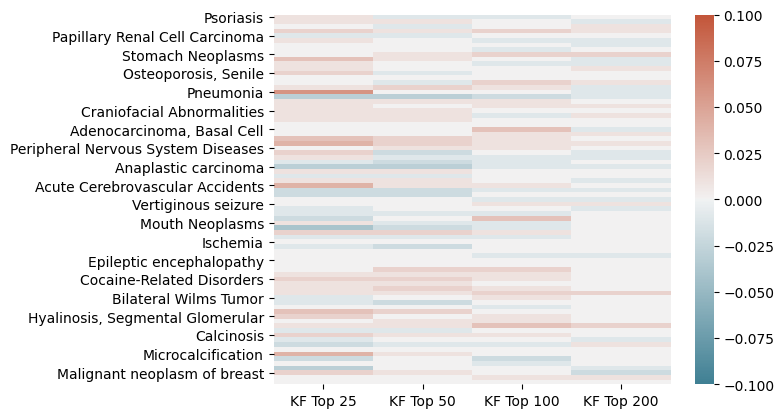 Psoriasis
Papillary Renal Cell Carcinoma
Stomach Neoplasms
Osteoporosis, Senile
Pneumonia
Craniofacial Abnormalities
Adenocarcinoma, Basal Cell
Peripheral Nervous System Diseases
Anaplastic carcinoma
Acute Cerebrovascular Accidents
Vertiginous seizure
Mouth Neoplasms
Ischemia
Epileptic encephalopathy
Cocaine-Related Disorders
Bilateral Wilms Tumor
Hyalinosis, Segmental Glomerular
Calcinosis
Microcalcification
Malignant neoplasm of breast
KF Top 25
KF Top 50
KF Top 100
KF Top 200
0.100
0.075
0.050
0.025
0.000
−0.025
−0.050
−0.075
−0.100